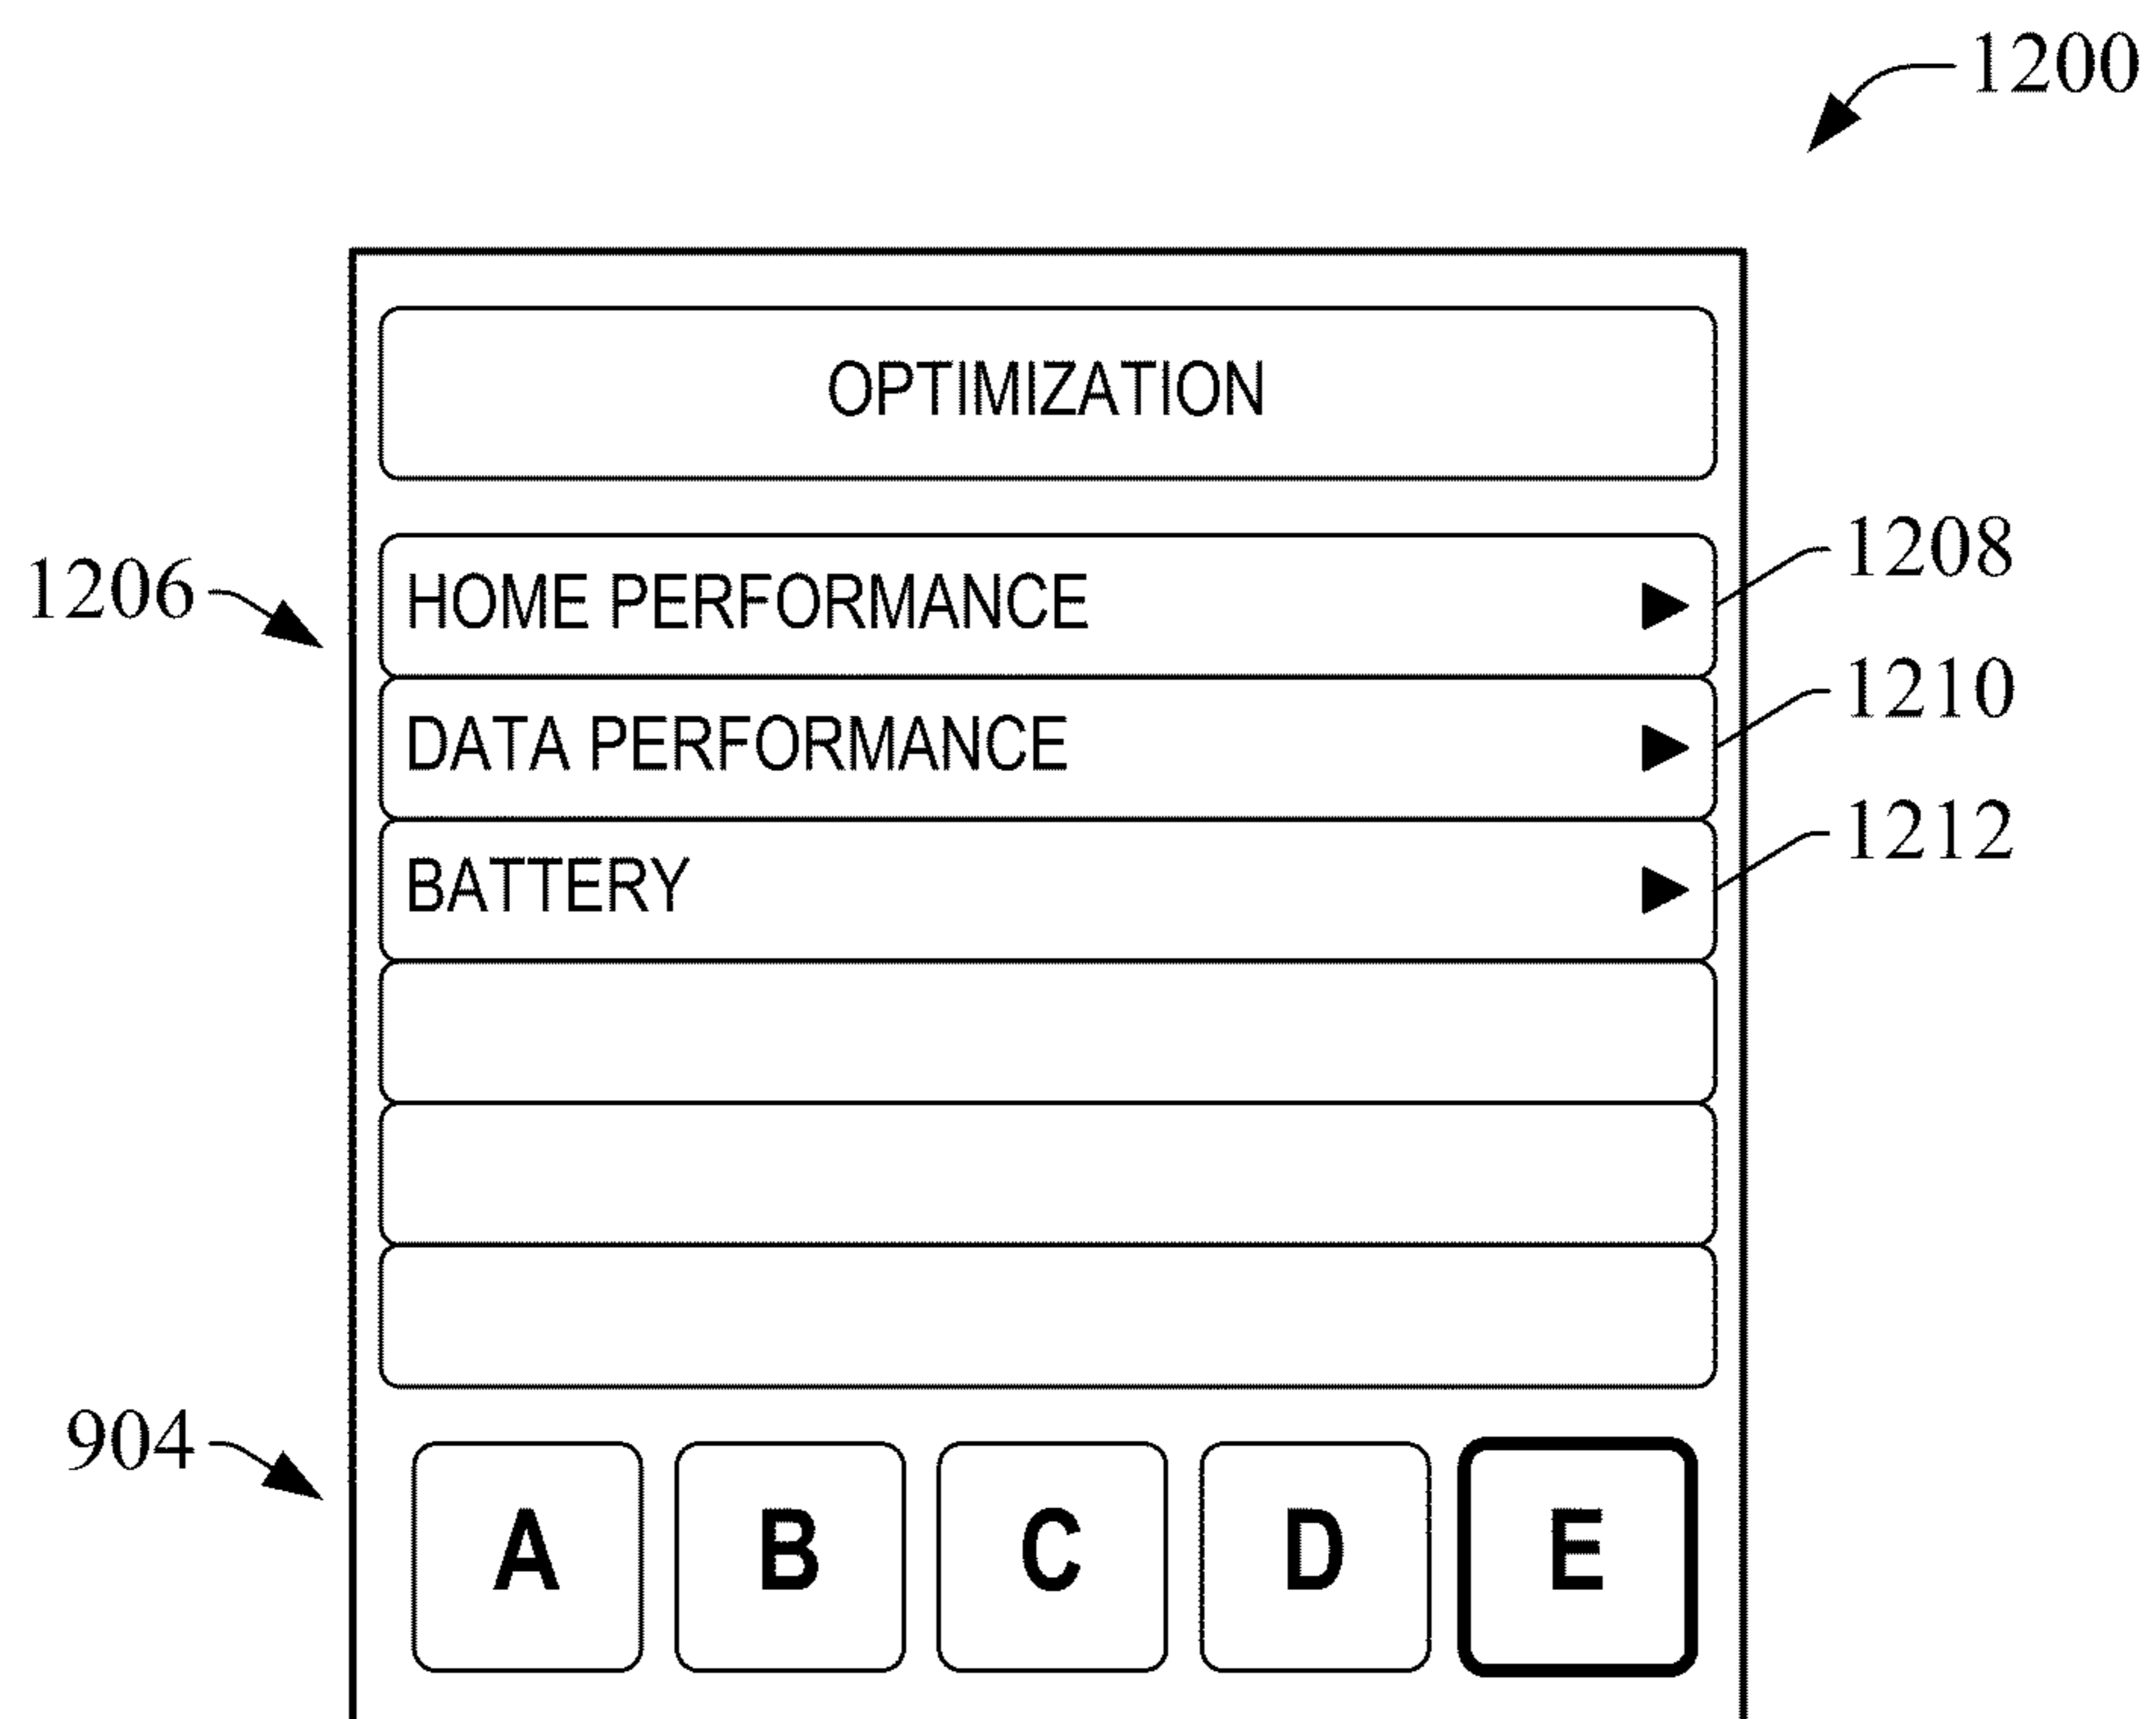 1200
OPTIMIZATION
1206
HOME PERFORMANCE
1208
DATA PERFORMANCE
1210
BATTERY
1212
904
A B C D E